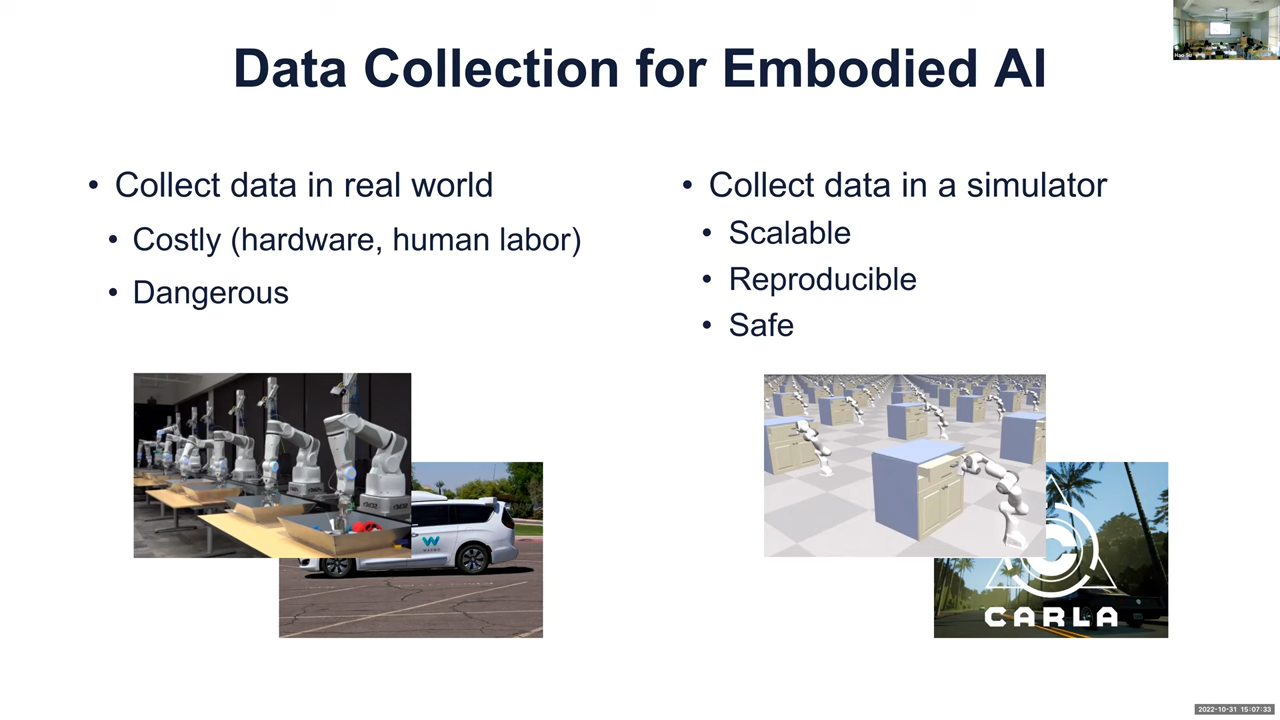 Data Collection for Embodied AI
• Collect data in real world
• Costly (hardware, human labor)
• Dangerous
• Collect data in a simulator
• Scalable
• Reproducible
• Safe
WAYMO
CARLA
2022-10-31 15:07:33